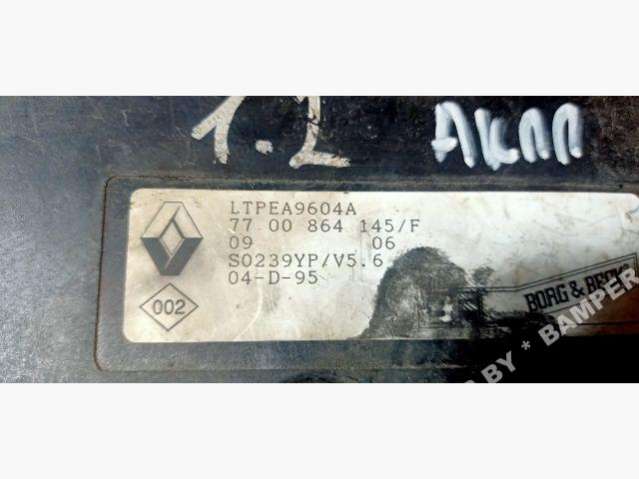 1.2 АКПП
LTPEA9604A
77 00 864 145/F
09 06
S0239YP/V5.6
04-D-95
002
BORG & BECK
BY * BAMPER